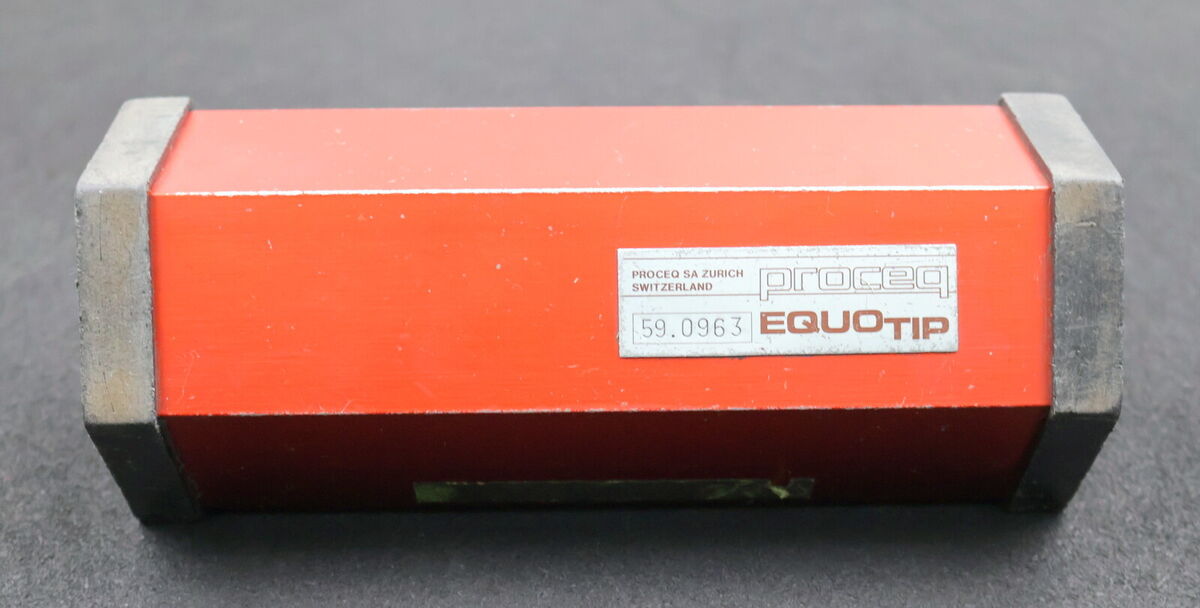 PROCEQ SA ZURICH
SWITZERLAND
proceq
59.0963
EQUOTIP